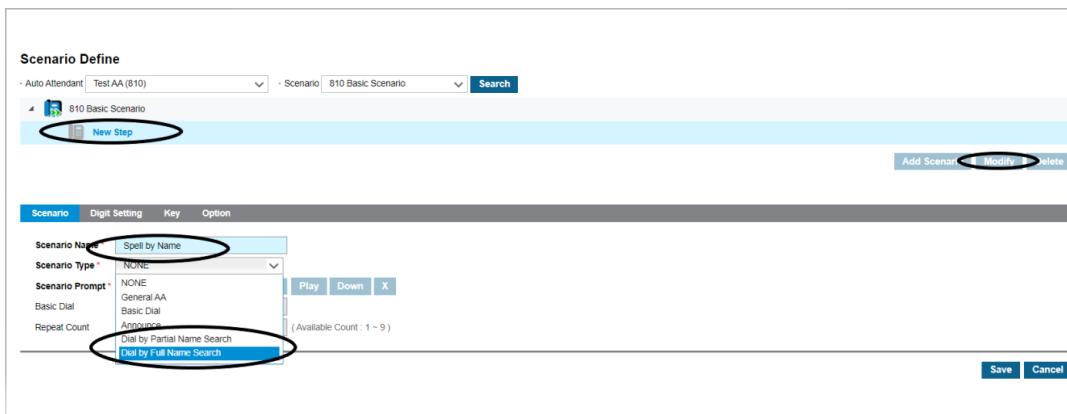 Scenario Define
· Auto Attendant Test AA (810) · Scenario 810 Basic Scenario Search
810 Basic Scenario
New Step
Add Scenario Modify Delete
Scenario Digit Setting Key Option
Scenario Name * Spell by Name
Scenario Type * NONE
Scenario Prompt * NONE Play Down X
General AA
Basic Dial Basic Dial
Repeat Count Announce ( Available Count : 1 ~ 9 )
Dial by Partial Name Search
Dial by Full Name Search
Save Cancel